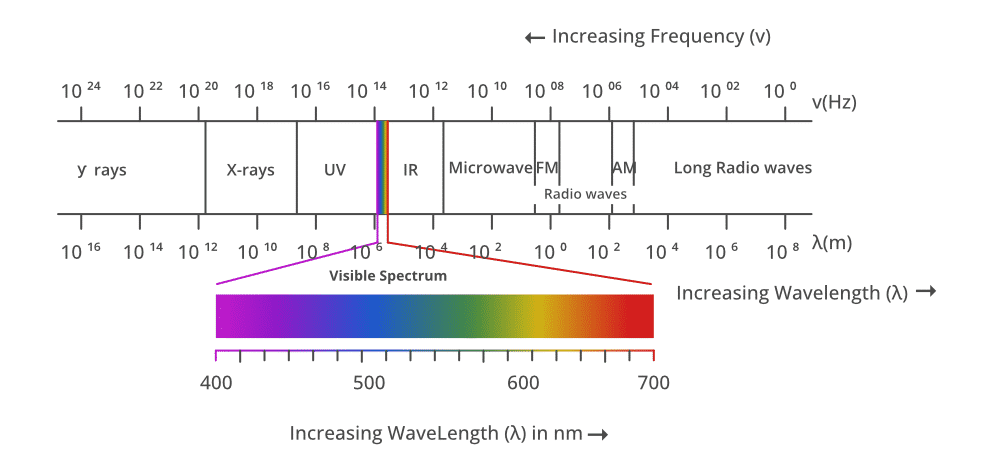 ← Increasing Frequency (ν)
10 24 10 22 10 20 10 18 10 16 10 14 10 12 10 10 10 08 10 06 10 04 10 02 10 0 ν(Hz)
y rays X-rays UV IR Microwave FM AM Long Radio waves
Radio waves
10 16 10 14 10 12 10 10 10 8 10 6 10 4 10 2 10 0 10 2 10 4 10 6 10 8 λ(m)
Visible Spectrum
Increasing Wavelength (λ) →
400 500 600 700
Increasing WaveLength (λ) in nm →